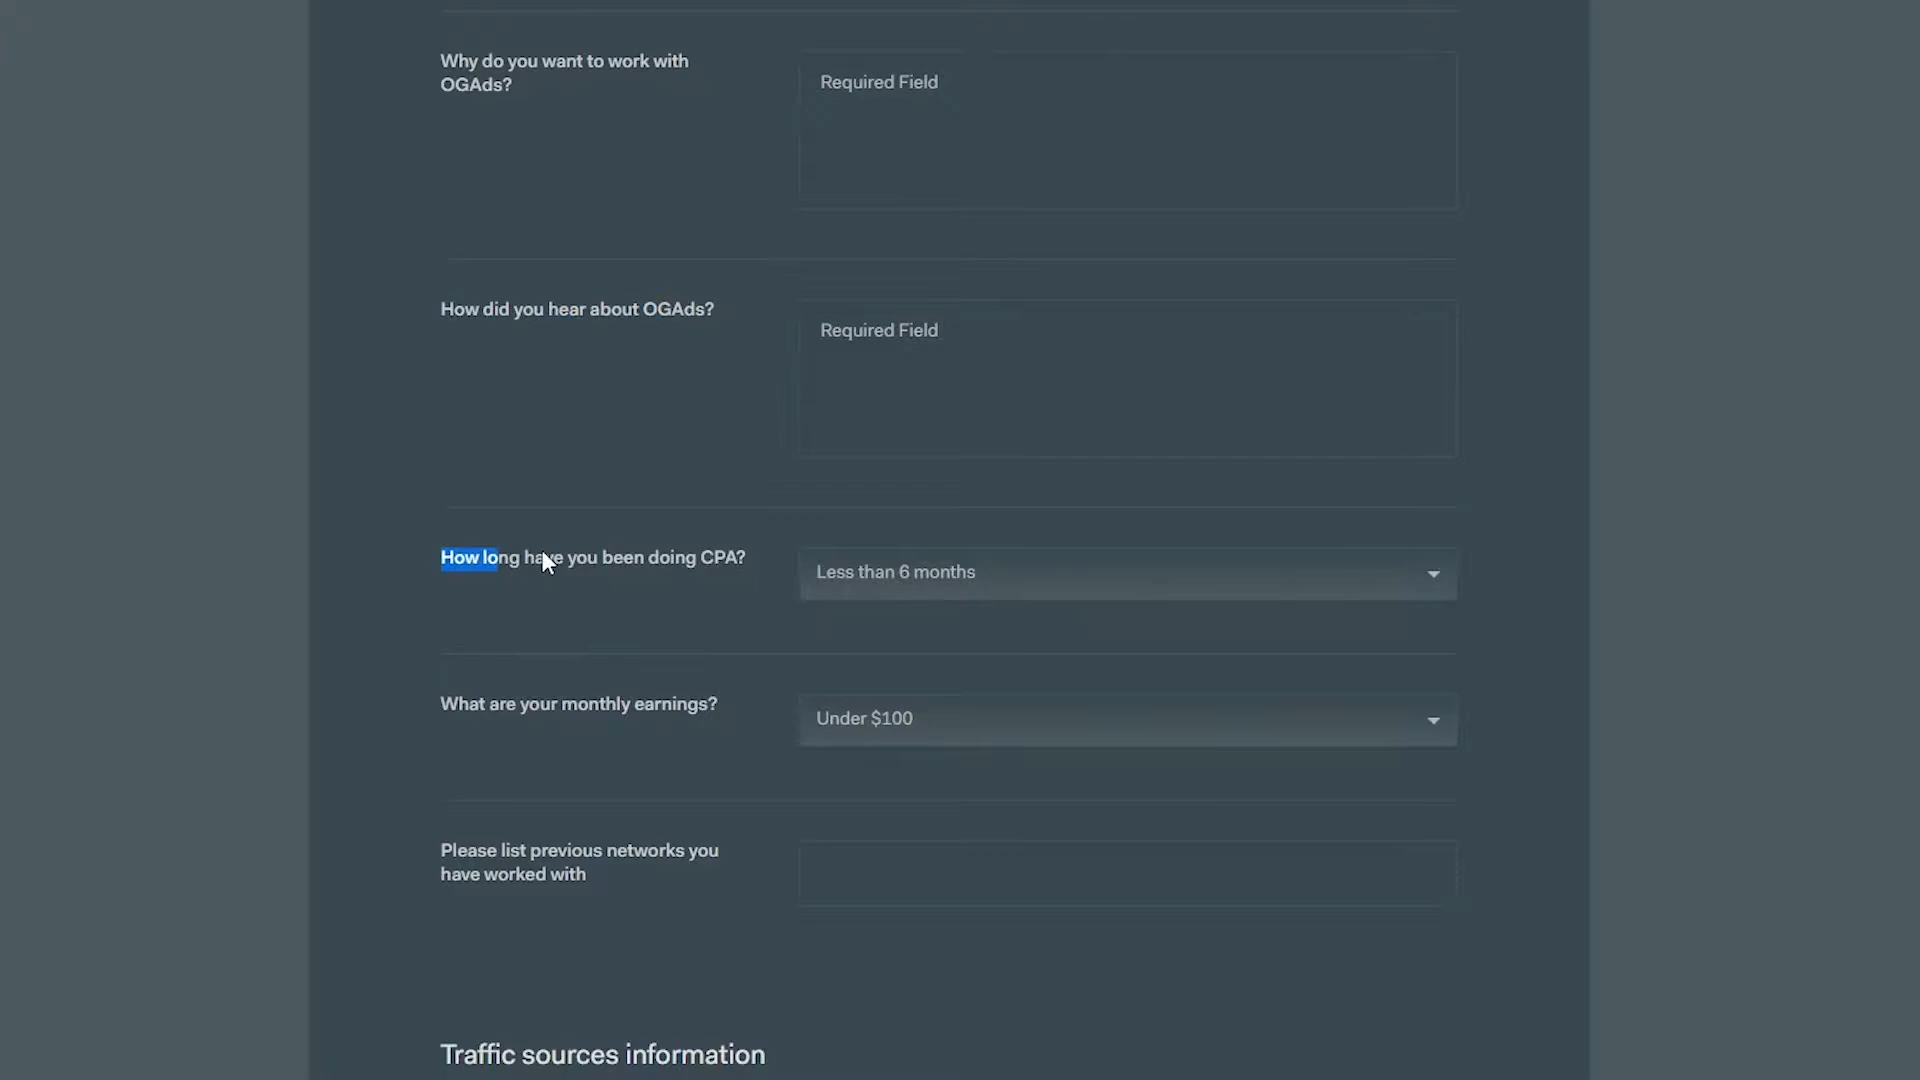 Why do you want to work with
OGAds?
Required Field
How did you hear about OGAds?
Required Field
How long have you been doing CPA?
Less than 6 months
What are your monthly earnings?
Under $100
Please list previous networks you
have worked with
Traffic sources information